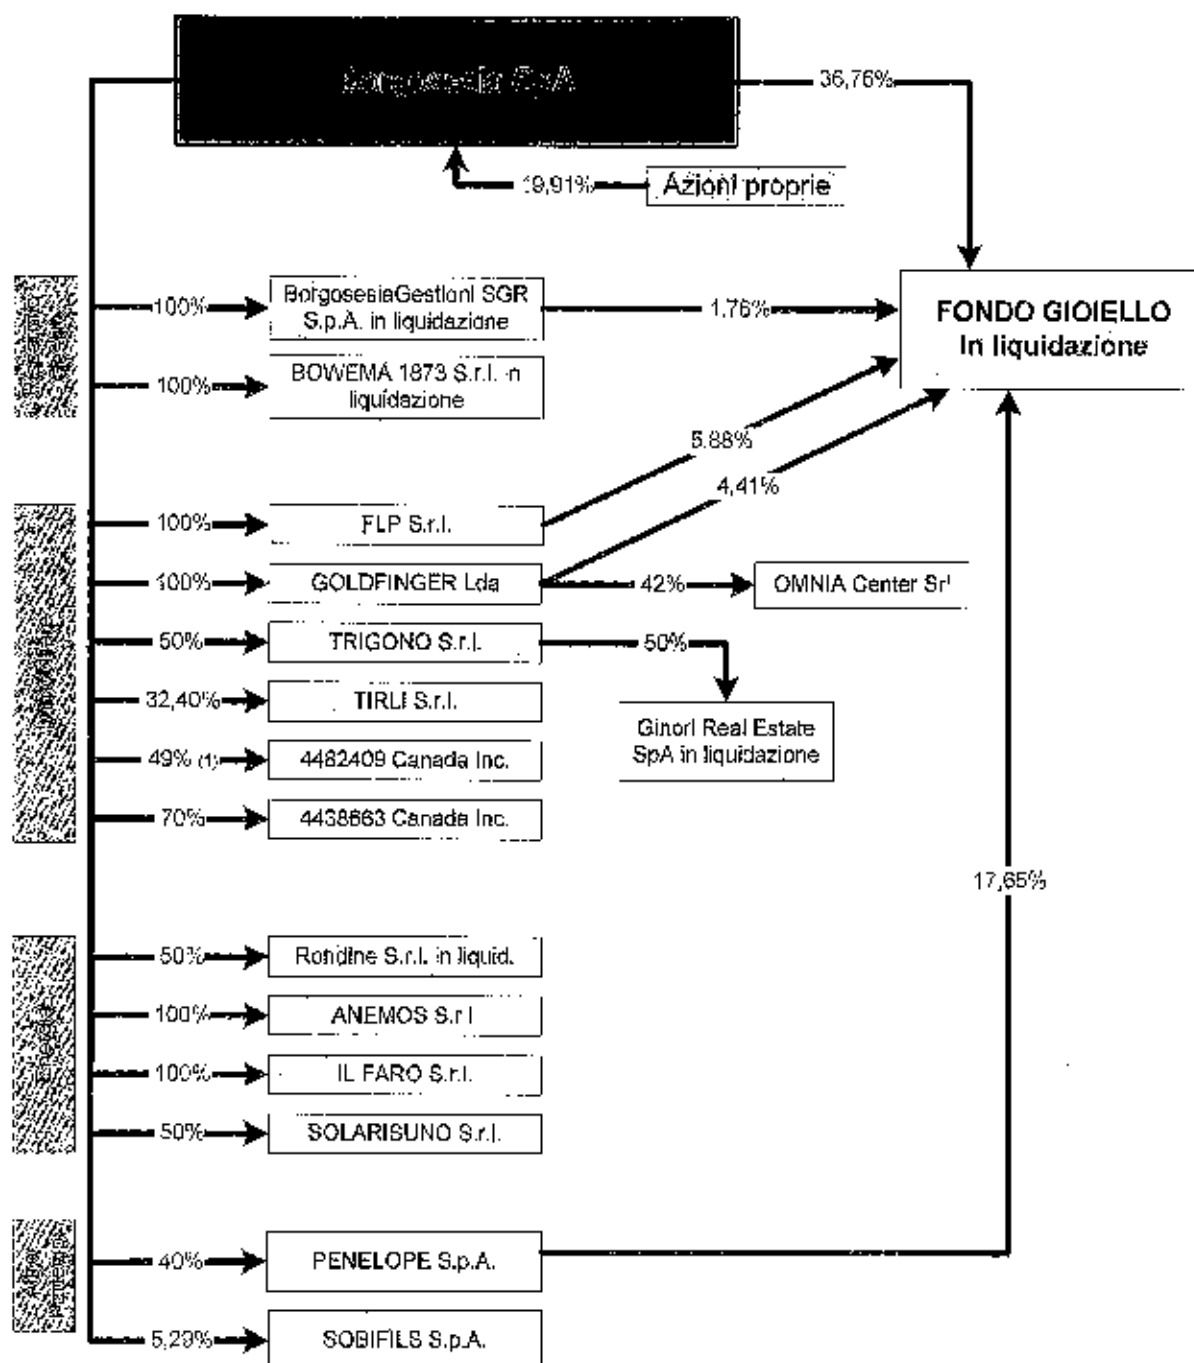 Borgosesia SpA
36,76%
19,91%
Azioni proprie
100%
BorgosesiaGestioni SGR
S.p.A. in liquidazione
1,76%
FONDO GIOIELLO
In liquidazione
100%
BOWEMA 1873 S.r.l. in
liquidazione
5,88%
4,41%
100%
FLP S.r.l.
100%
GOLDFINGER Lda
42%
OMNIA Center Srl
50%
TRIGONO S.r.l.
50%
32,40%
TIRLI S.r.l.
Ginori Real Estate
SpA in liquidazione
49% (1)
4482409 Canada Inc.
70%
4438663 Canada Inc.
17,65%
50%
Rondine S.r.l. in liquid.
100%
ANEMOS S.r.l
100%
IL FARO S.r.l.
50%
SOLARISUNO S.r.l.
40%
PENELOPE S.p.A.
5,29%
SOBIFILS S.p.A.